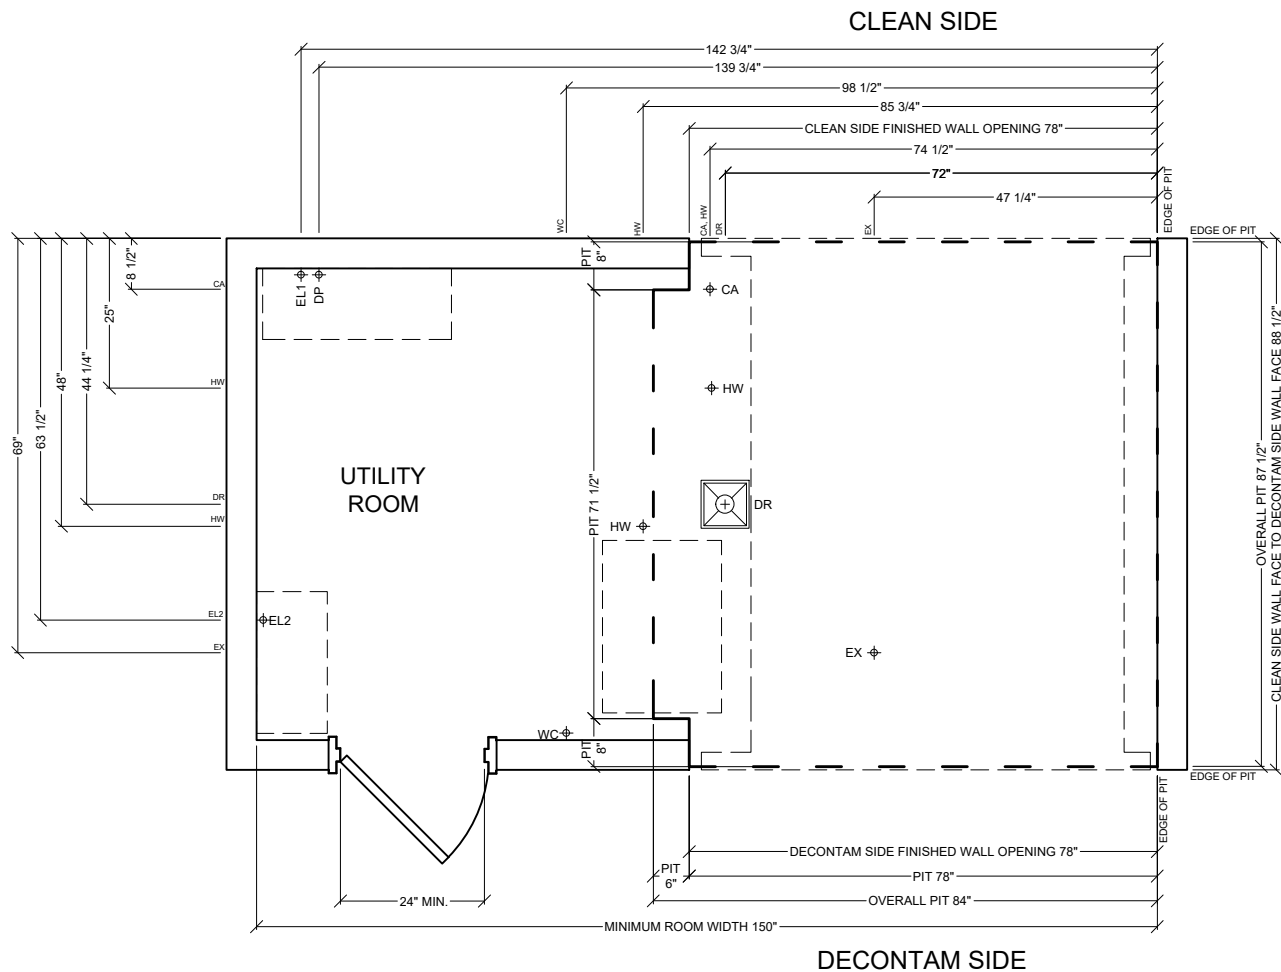 CLEAN SIDE
142 3/4"
139 3/4"
98 1/2"
85 3/4"
CLEAN SIDE FINISHED WALL OPENING 78"
74 1/2"
72"
47 1/4"
WC
HW
CA, HW
DR
EX
EDGE OF PIT
EDGE OF PIT
8 1/2"
25"
44 1/4"
48"
63 1/2"
69"
CA
HW
DR
HW
EL2
EX
PIT
8"
EL1
DP
CA
HW
UTILITY
ROOM
PIT 71 1/2"
HW
DR
EL2
EX
WC
PIT
8"
OVERALL PIT 87 1/2"
CLEAN SIDE WALL FACE TO DECONTAM SIDE WALL FACE 88 1/2"
EDGE OF PIT
EDGE OF PIT
DECONTAM SIDE FINISHED WALL OPENING 78"
PIT
6"
PIT 78"
24" MIN.
OVERALL PIT 84"
MINIMUM ROOM WIDTH 150"
DECONTAM SIDE